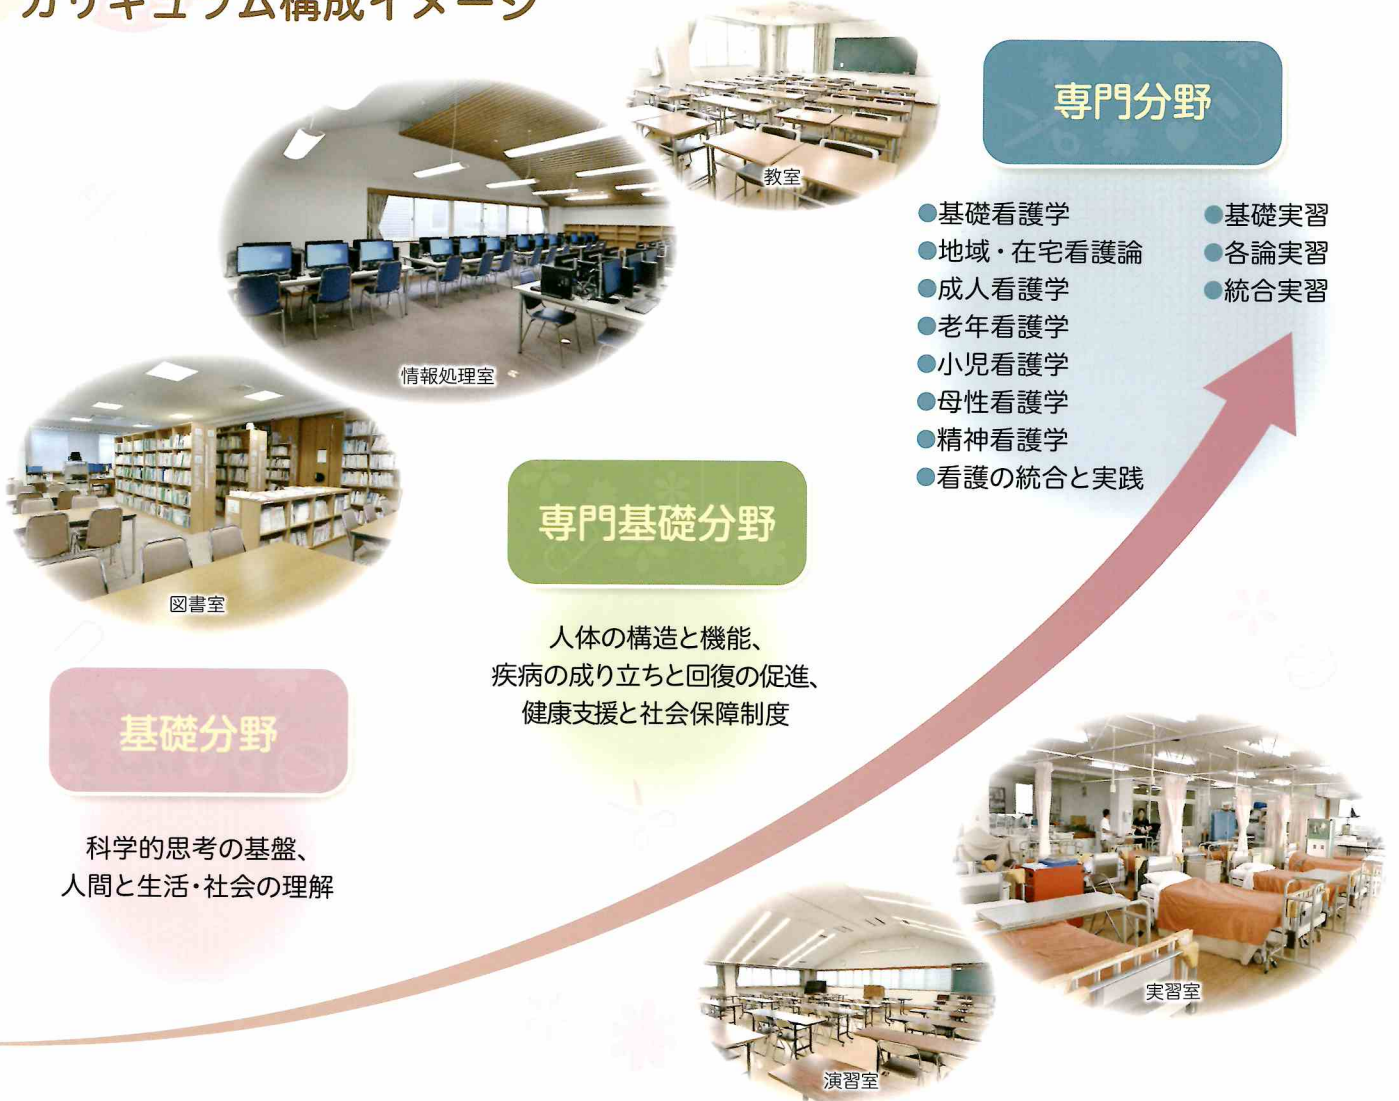 カリキュラム構成イメージ
教室
情報処理室
図書室
専門分野
●基礎看護学
●地域・在宅看護論
●成人看護学
●老年看護学
●小児看護学
●母性看護学
●精神看護学
●看護の統合と実践
●基礎実習
●各論実習
●統合実習
専門基礎分野
人体の構造と機能、
疾病の成り立ちと回復の促進、
健康支援と社会保障制度
基礎分野
科学的思考の基盤、
人間と生活・社会の理解
実習室
演習室